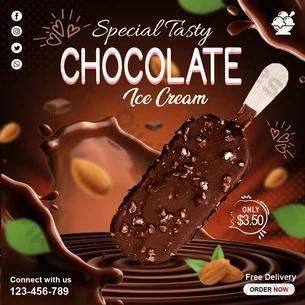 Special Tasty
CHOCOLATE
Ice Cream
ONLY
$3.50
Connect with us
123-456-789
Free Delivery
ORDER NOW